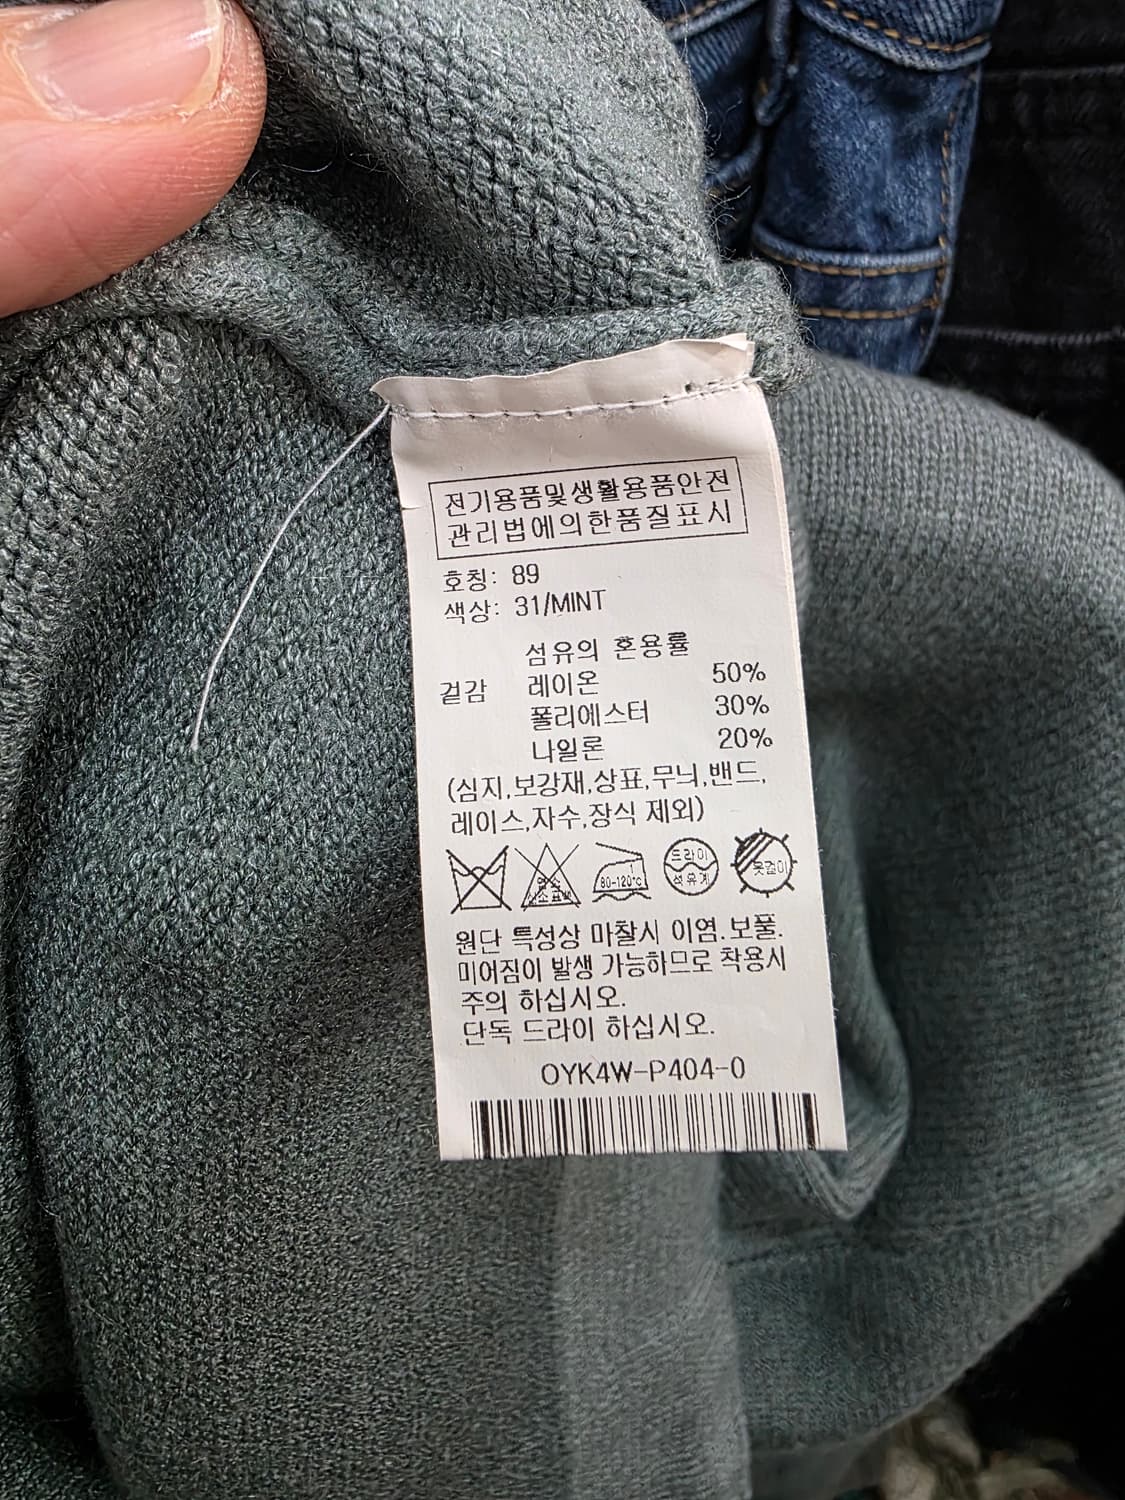 전기용품및생활용품안전
관리법에의한품질표시
호칭: 89
색상: 31/MINT
섬유의 혼용률
겉감 레이온 50%
폴리에스터 30%
나일론 20%
(심지,보강재,상표,무늬,밴드,
레이스,자수,장식 제외)
80-120°c 드라이 석유계 옷걸이
원단 특성상 마찰시 이염.보풀.
미어짐이 발생 가능하므로 착용시
주의 하십시오.
단독 드라이 하십시오.
OYK4W-P404-0